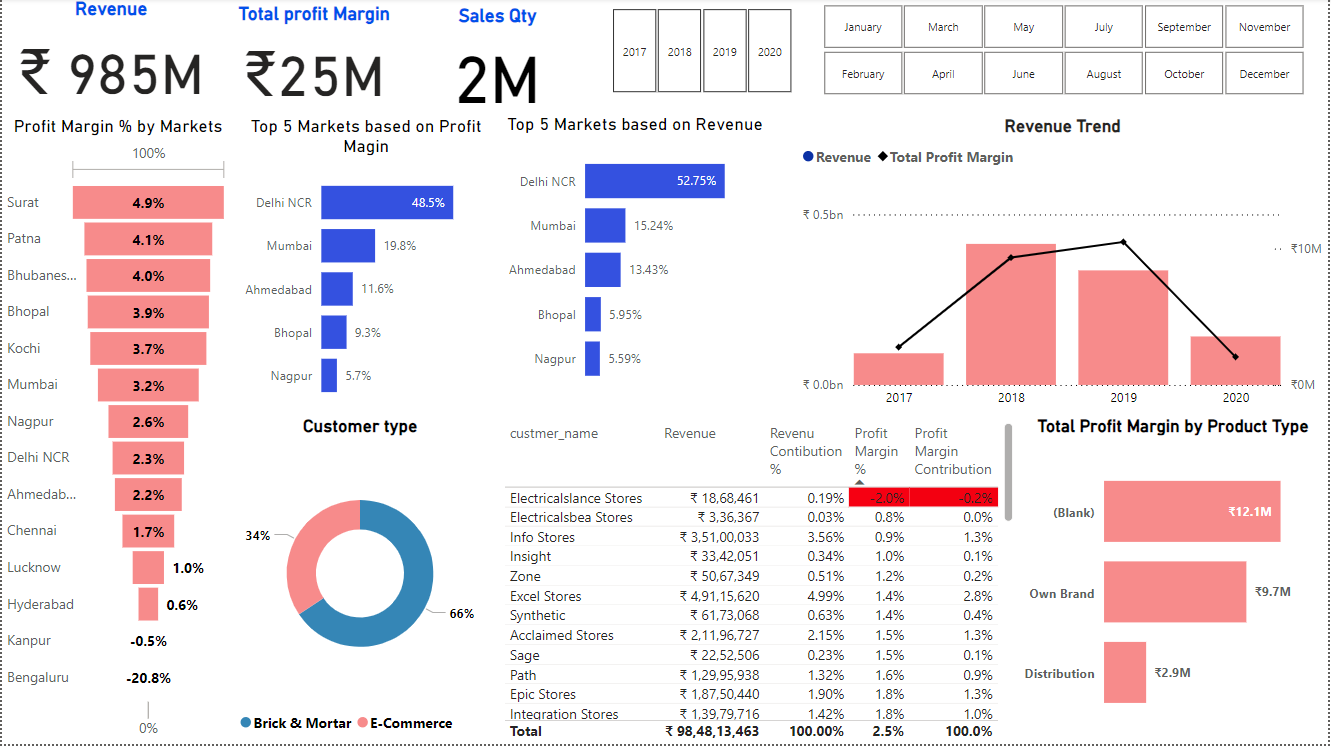 Revenue
₹ 985M
Total profit Margin
₹25M
Sales Qty
2M
2017 2018 2019 2020
January March May July September November
February April June August October December
Profit Margin % by Markets
100%
Surat 4.9%
Patna 4.1%
Bhubanes... 4.0%
Bhopal 3.9%
Kochi 3.7%
Mumbai 3.2%
Nagpur 2.6%
Delhi NCR 2.3%
Ahmedab... 2.2%
Chennai 1.7%
Lucknow 1.0%
Hyderabad 0.6%
Kanpur -0.5%
Bengaluru -20.8%
0%
Top 5 Markets based on Profit
Magin
Delhi NCR 48.5%
Mumbai 19.8%
Ahmedabad 11.6%
Bhopal 9.3%
Nagpur 5.7%
Top 5 Markets based on Revenue
Delhi NCR 52.75%
Mumbai 15.24%
Ahmedabad 13.43%
Bhopal 5.95%
Nagpur 5.59%
Revenue Trend
Revenue Total Profit Margin
₹ 0.5bn
₹10M
₹ 0.0bn
₹0M
2017 2018 2019 2020
Customer type
34%
66%
Brick & Mortar E-Commerce
custmer_name Revenue Revenu Profit Profit
Contibution Margin Margin
% % Contribution
Electricalslance Stores ₹ 18,68,461 0.19% -2.0% -0.2%
Electricalsbea Stores ₹ 3,36,367 0.03% 0.8% 0.0%
Info Stores ₹ 3,51,00,033 3.56% 0.9% 1.3%
Insight ₹ 33,42,051 0.34% 1.0% 0.1%
Zone ₹ 50,67,349 0.51% 1.2% 0.2%
Excel Stores ₹ 4,91,15,620 4.99% 1.4% 2.8%
Synthetic ₹ 61,73,068 0.63% 1.4% 0.4%
Acclaimed Stores ₹ 2,11,96,727 2.15% 1.5% 1.3%
Sage ₹ 22,52,506 0.23% 1.5% 0.1%
Path ₹ 1,29,95,938 1.32% 1.6% 0.9%
Epic Stores ₹ 1,87,50,440 1.90% 1.8% 1.3%
Integration Stores ₹ 1,39,79,716 1.42% 1.8% 1.0%
Total ₹ 98,48,13,463 100.00% 2.5% 100.0%
Total Profit Margin by Product Type
(Blank) ₹12.1M
Own Brand ₹9.7M
Distribution ₹2.9M